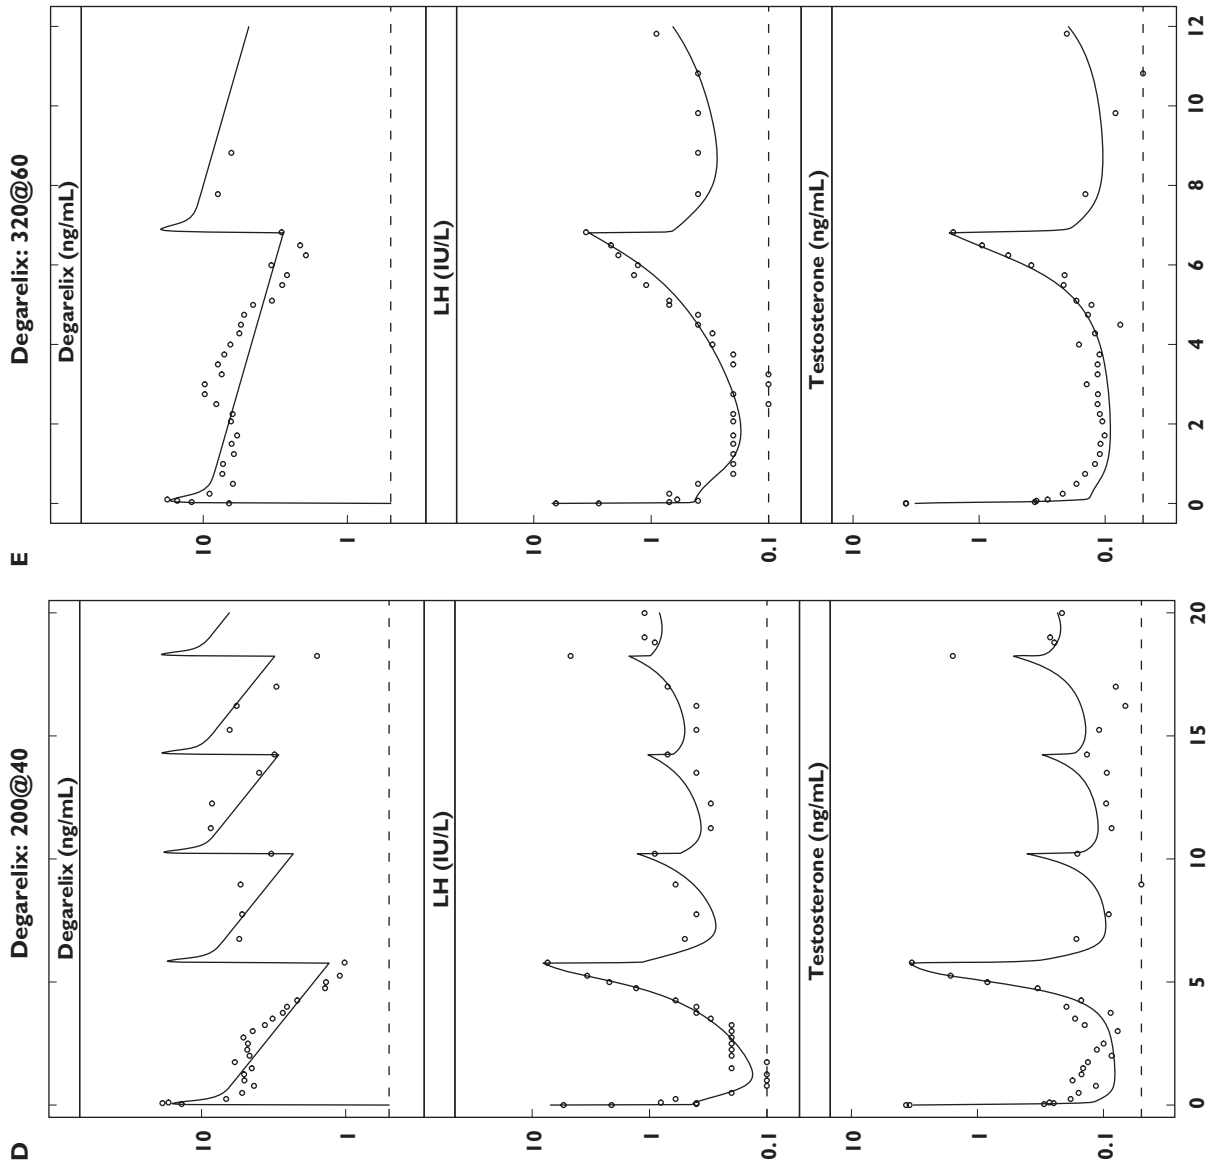 D
Degarelix: 200@40
Degarelix (ng/mL)
10
1
LH (IU/L)
10
1
0.1
Testosterone (ng/mL)
10
1
0.1
0 5 10 15 20
E
Degarelix: 320@60
Degarelix (ng/mL)
10
1
LH (IU/L)
10
1
0.1
Testosterone (ng/mL)
10
1
0.1
0 2 4 6 8 10 12